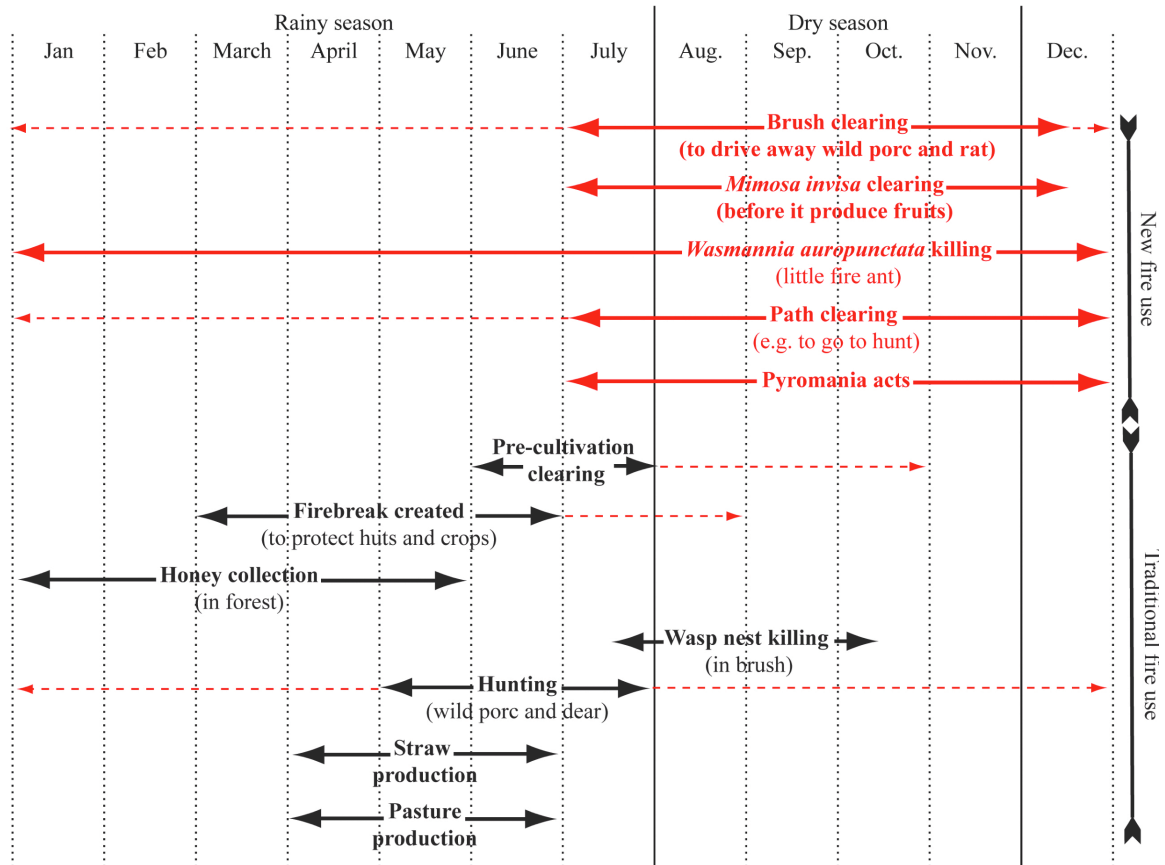 Rainy season
Dry season
Jan
Feb
March
April
May
June
July
Aug.
Sep.
Oct.
Nov.
Dec.
Brush clearing
(to drive away wild porc and rat)
Mimosa invisa clearing
(before it produce fruits)
Wasmannia auropunctata killing
(little fire ant)
Path clearing
(e.g. to go to hunt)
Pyromania acts
New fire use
Pre-cultivation
clearing
Firebreak created
(to protect huts and crops)
Honey collection
(in forest)
Wasp nest killing
(in brush)
Hunting
(wild porc and dear)
Straw
production
Pasture
production
Traditional fire use